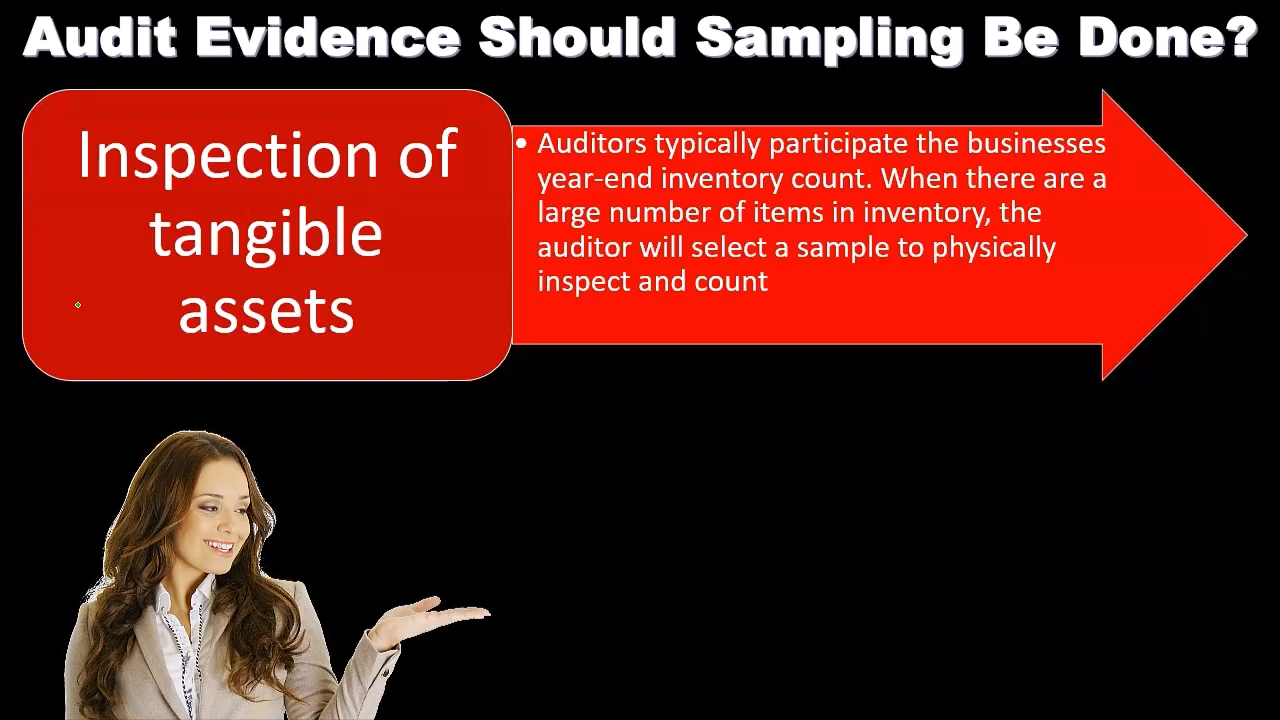 Audit Evidence Should Sampling Be Done?
Inspection of
tangible
assets
• Auditors typically participate the businesses
year-end inventory count. When there are a
large number of items in inventory, the
auditor will select a sample to physically
inspect and count